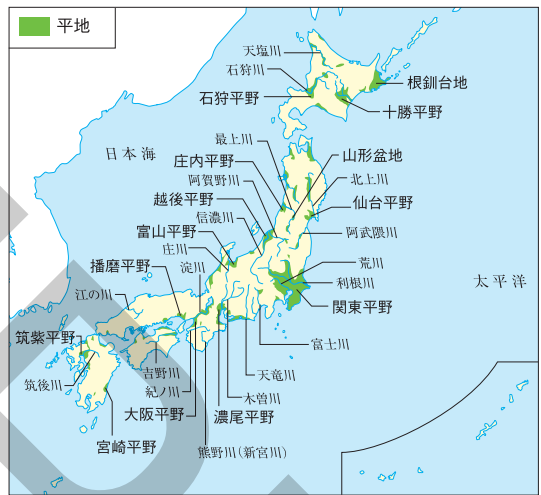 平地
天塩川
石狩川
根釧台地
石狩平野
十勝平野
最上川
日本海
庄内平野
山形盆地
阿賀野川
北上川
越後平野
仙台平野
信濃川
富山平野
阿武隈川
庄川
淀川
荒川
播磨平野
利根川
太平洋
江の川
関東平野
筑紫平野
富士川
吉野川
天竜川
筑後川
紀ノ川
木曽川
大阪平野
濃尾平野
宮崎平野
熊野川(新宮川)